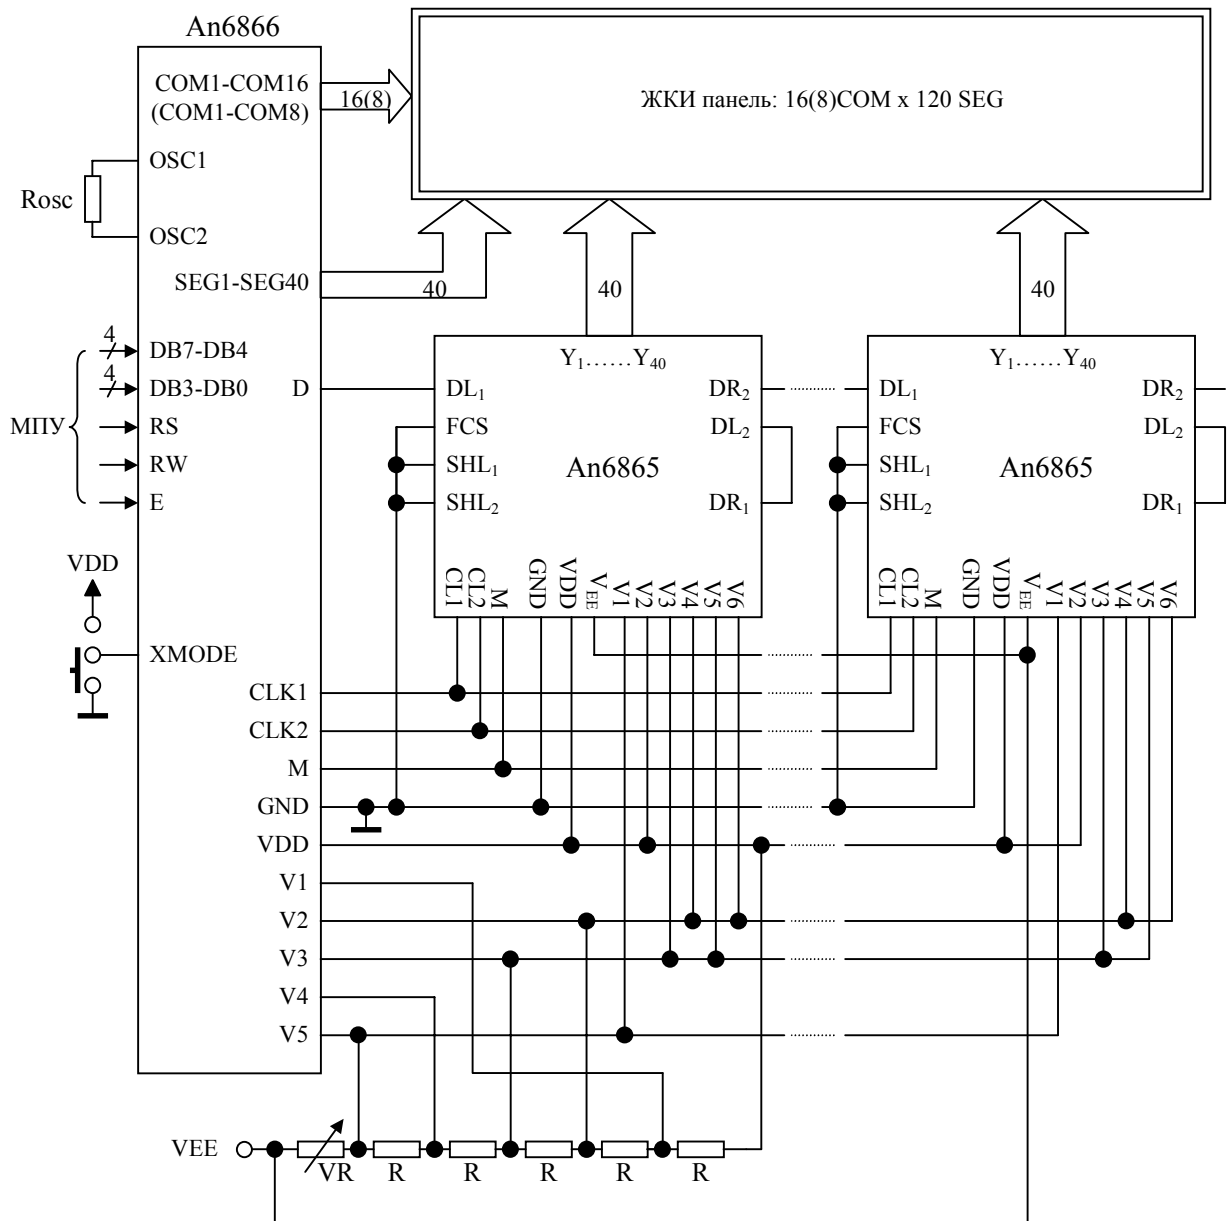 An6866
COM1-COM16
(COM1-COM8)
16(8)
ЖКИ панель: 16(8)COM x 120 SEG
OSC1
Rosc
OSC2
SEG1-SEG40
40
40
40
МПУ
4
DB7-DB4
4
DB3-DB0
RS
RW
E
D
VDD
XMODE
CLK1
CLK2
M
GND
VDD
V1
V2
V3
V4
V5
Y1......Y40
DL1
FCS
SHL1
SHL2
An6865
DR2
DL2
DR1
CL1
CL2
M
GND
VDD
VEE
V1
V2
V3
V4
V5
V6
Y1......Y40
DL1
FCS
SHL1
SHL2
An6865
DR2
DL2
DR1
CL1
CL2
M
GND
VDD
VEE
V1
V2
V3
V4
V5
V6
VEE
VR
R
R
R
R
R